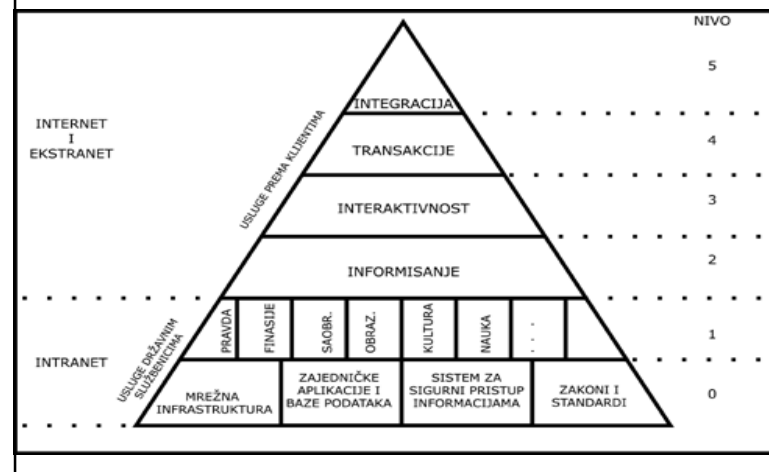 NIVO
5
INTEGRACIJA
INTERNET
I
EKSTRANET
USLUGE PREMA KLIJENTIMA
4
TRANSAKCIJE
3
INTERAKTIVNOST
2
INFORMISANJE
INTRANET
USLUGE DRŽAVNIM
SLUŽBENICIMA
PRAVDA
FINASIJE
SAOBR.
OBRAZ.
KULTURA
NAUKA
. . .
1
MREŽNA
INFRASTRUKTURA
ZAJEDNIČKE
APLIKACIJE I
BAZE PODATAKA
SISTEM ZA
SIGURNI PRISTUP
INFORMACIJAMA
ZAKONI I
STANDARDI
0